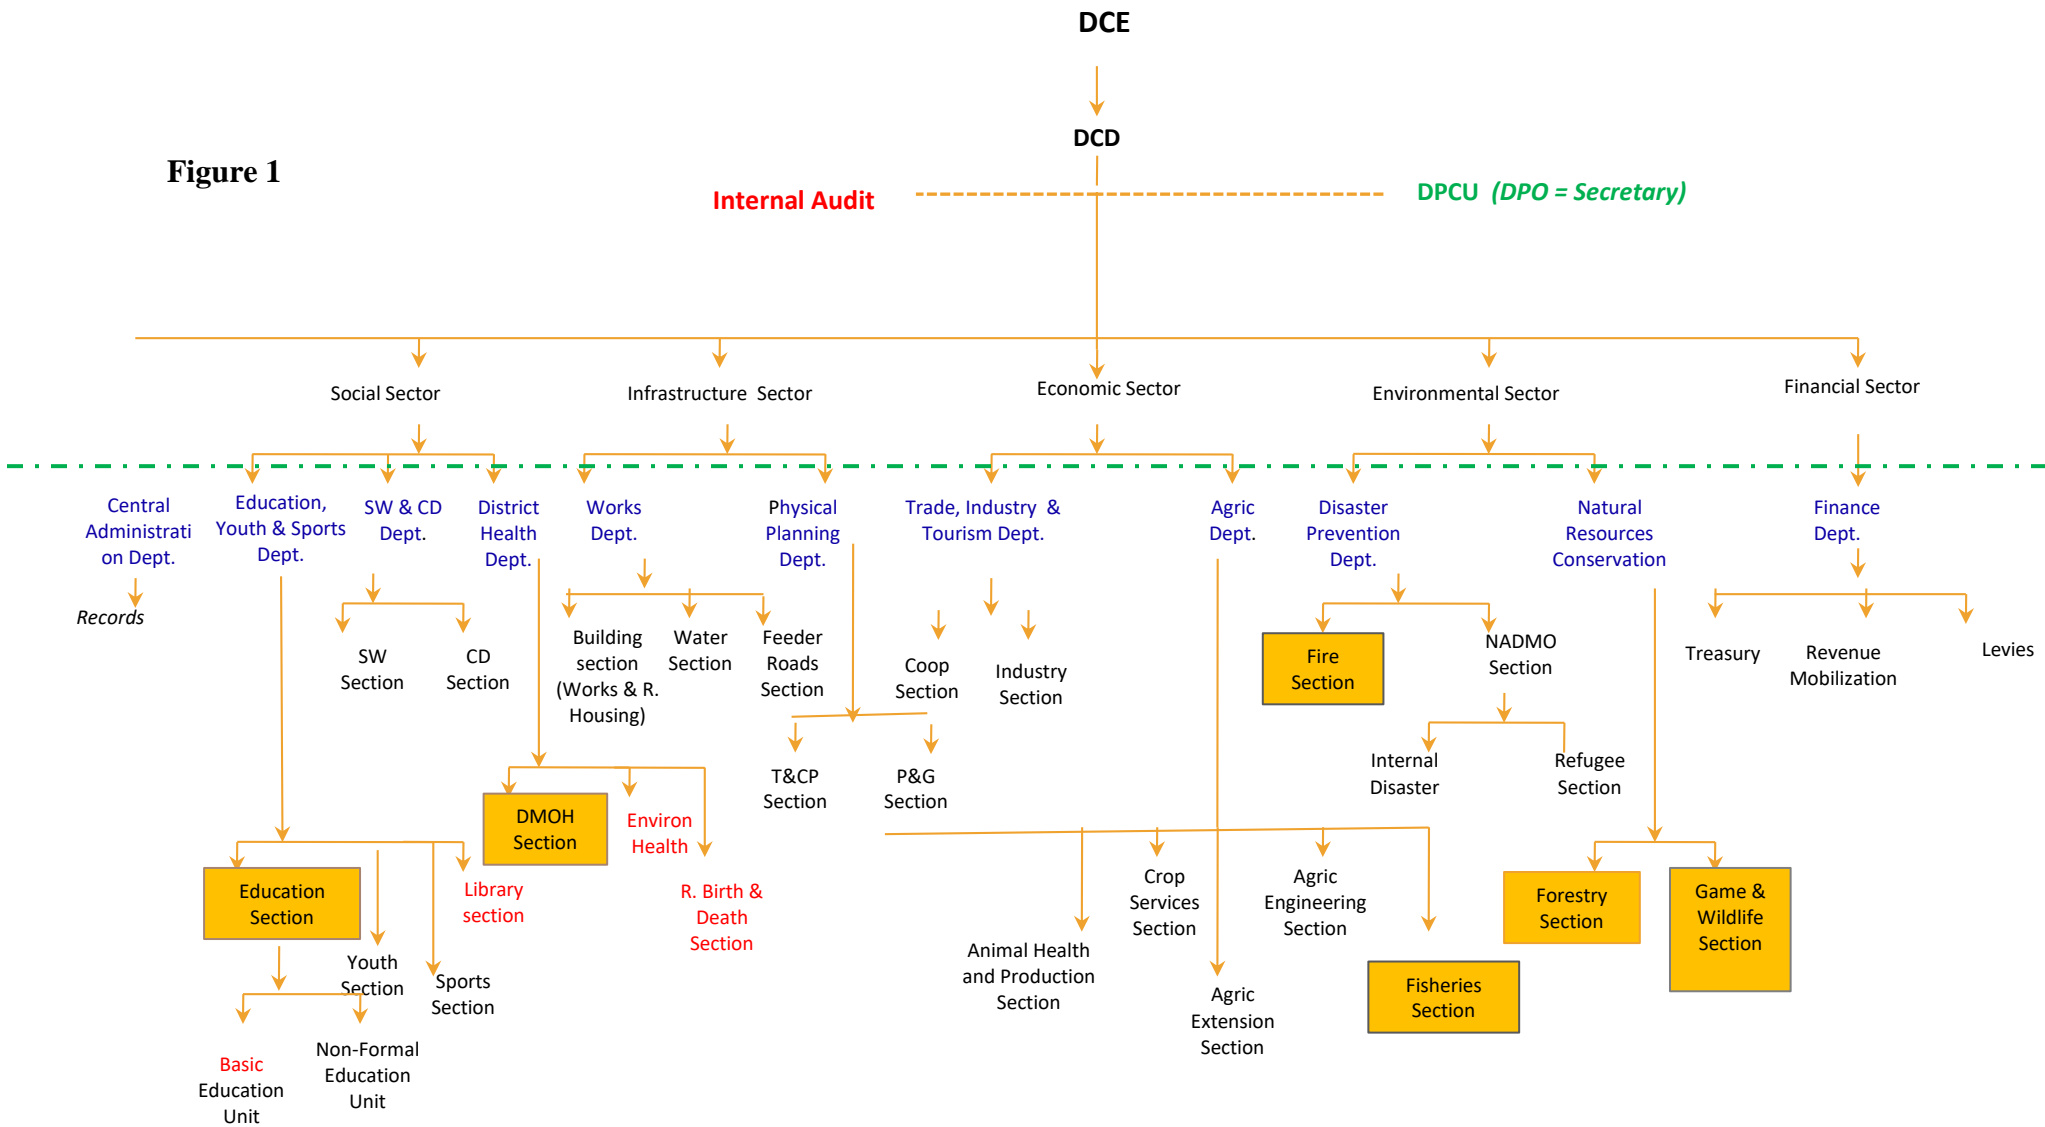 DCE
DCD
Figure 1
Internal Audit
DPCU (DPO = Secretary)
Social Sector
Infrastructure Sector
Economic Sector
Environmental Sector
Financial Sector
Central
Administrati
on Dept.
Education,
Youth & Sports
Dept.
SW & CD
Dept.
District
Health
Dept.
Works
Dept.
Physical
Planning
Dept.
Trade, Industry &
Tourism Dept.
Agric
Dept.
Disaster
Prevention
Dept.
Natural
Resources
Conservation
Finance
Dept.
Records
SW
Section
CD
Section
Building
section
(Works & R.
Housing)
Water
Section
Feeder
Roads
Section
Coop
Section
Industry
Section
Fire
Section
NADMO
Section
Treasury
Revenue
Mobilization
Levies
T&CP
Section
P&G
Section
Internal
Disaster
Refugee
Section
DMOH
Section
Environ
Health
R. Birth &
Death
Section
Education
Section
Library
section
Youth
Section
Sports
Section
Crop
Services
Section
Agric
Engineering
Section
Animal Health
and Production
Section
Agric
Extension
Section
Fisheries
Section
Forestry
Section
Game &
Wildlife
Section
Basic
Education
Unit
Non-Formal
Education
Unit